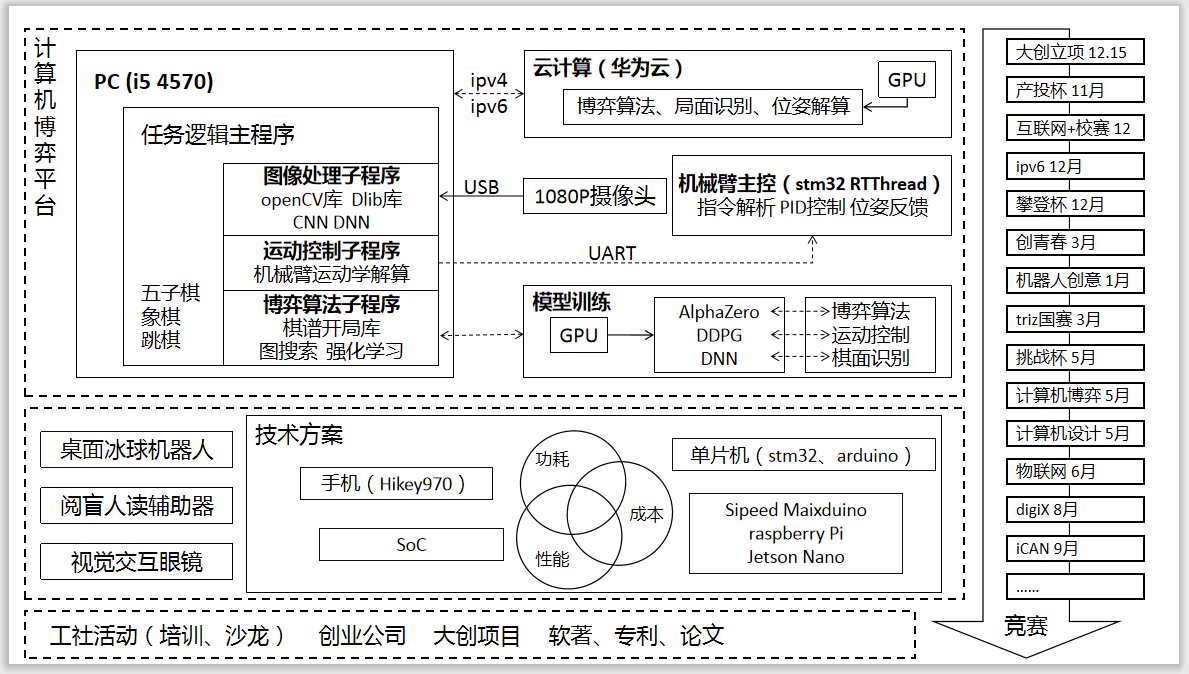 计算机博弈平台
PC (i5 4570)
任务逻辑主程序
图像处理子程序
openCV库 Dlib库
CNN DNN
运动控制子程序
机械臂运动学解算
五子棋
象棋
跳棋
博弈算法子程序
棋谱开局库
图搜索 强化学习
ipv4
ipv6
云计算（华为云）
GPU
博弈算法、局面识别、位姿解算
USB
1080P摄像头
机械臂主控（stm32 RTThread）
指令解析 PID控制 位姿反馈
UART
模型训练
GPU
AlphaZero
DDPG
DNN
博弈算法
运动控制
棋面识别
桌面冰球机器人
阅盲人读辅助器
视觉交互眼镜
技术方案
手机（Hikey970）
SoC
功耗
成本
性能
单片机（stm32、arduino）
Sipeed Maixduino
raspberry Pi
Jetson Nano
工社活动（培训、沙龙） 创业公司 大创项目 软著、专利、论文
大创立项 12.15
产投杯 11月
互联网+校赛 12
ipv6 12月
攀登杯 12月
创青春 3月
机器人创意 1月
triz国赛 3月
挑战杯 5月
计算机博弈 5月
计算机设计 5月
物联网 6月
digiX 8月
iCAN 9月
......
竞赛